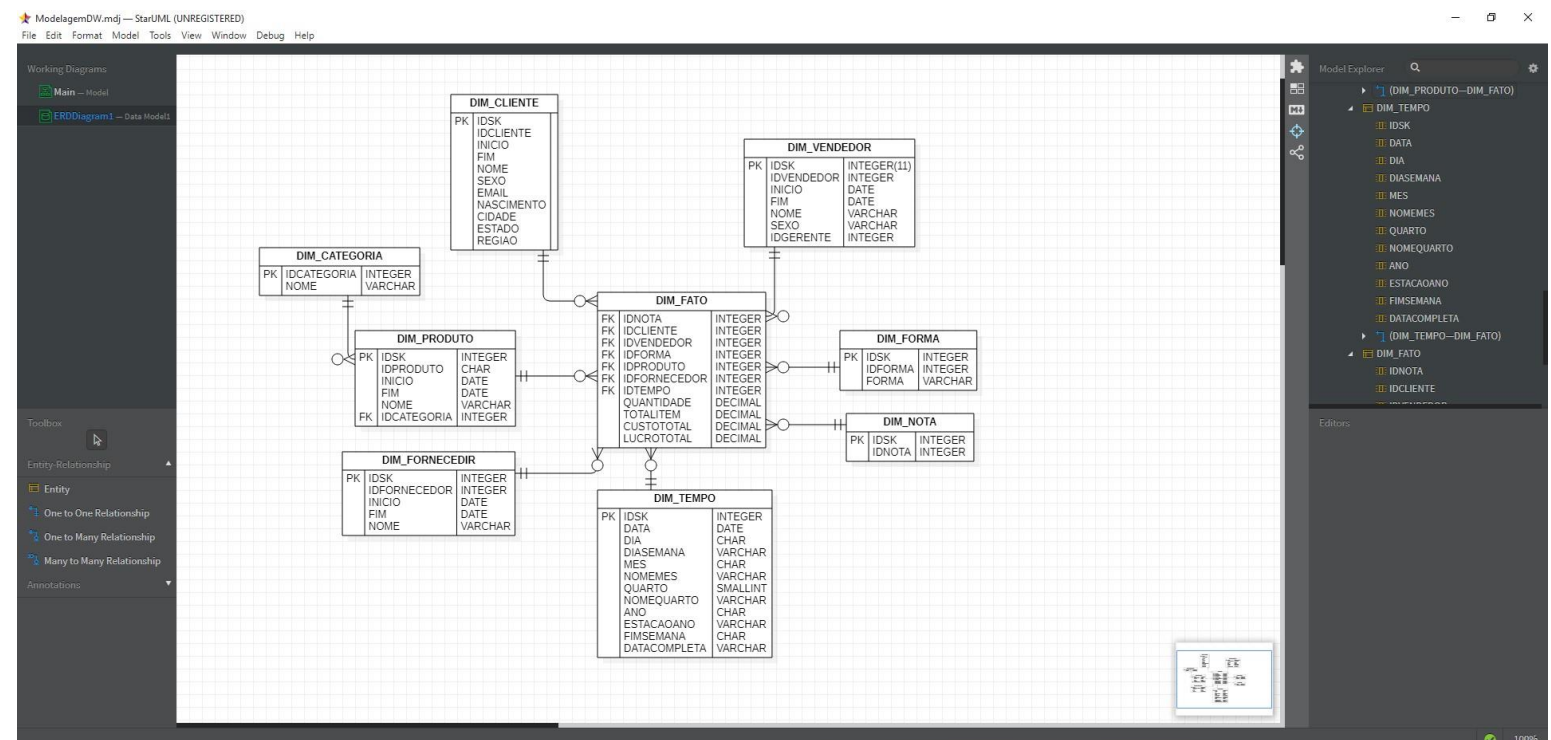 ModelagemDW.mdj — StarUML (UNREGISTERED)
File Edit Format Model Tools View Window Debug Help
Working Diagrams
Main — Model
ERDDiagram1 — Data Model1
Toolbox
Entity-Relationship
Entity
One to One Relationship
One to Many Relationship
Many to Many Relationship
Annotations
DIM_CLIENTE
PK IDSK
IDCLIENTE
INICIO
FIM
NOME
SEXO
EMAIL
NASCIMENTO
CIDADE
ESTADO
REGIAO
DIM_VENDEDOR
PK IDSK INTEGER(11)
IDVENDEDOR INTEGER
INICIO DATE
FIM DATE
NOME VARCHAR
SEXO VARCHAR
IDGERENTE INTEGER
DIM_CATEGORIA
PK IDCATEGORIA INTEGER
NOME VARCHAR
DIM_FATO
FK IDNOTA INTEGER
FK IDCLIENTE INTEGER
FK IDVENDEDOR INTEGER
FK IDFORMA INTEGER
FK IDPRODUTO INTEGER
FK IDFORNECEDOR INTEGER
FK IDTEMPO INTEGER
QUANTIDADE DECIMAL
TOTALITEM DECIMAL
CUSTOTOTAL DECIMAL
LUCROTOTAL DECIMAL
DIM_PRODUTO
PK IDSK INTEGER
IDPRODUTO CHAR
INICIO DATE
FIM DATE
NOME VARCHAR
FK IDCATEGORIA INTEGER
DIM_FORMA
PK IDSK INTEGER
IDFORMA INTEGER
FORMA VARCHAR
DIM_NOTA
PK IDSK INTEGER
IDNOTA INTEGER
DIM_FORNECEDIR
PK IDSK INTEGER
IDFORNECEDOR INTEGER
INICIO DATE
FIM DATE
NOME VARCHAR
DIM_TEMPO
PK IDSK INTEGER
DATA DATE
DIA CHAR
DIASEMANA VARCHAR
MES CHAR
NOMEMES VARCHAR
QUARTO SMALLINT
NOMEQUARTO VARCHAR
ANO CHAR
ESTACAOANO VARCHAR
FIMSEMANA CHAR
DATACOMPLETA VARCHAR
Model Explorer
(DIM_PRODUTO—DIM_FATO)
DIM_TEMPO
IDSK
DATA
DIA
DIASEMANA
MES
NOMEMES
QUARTO
NOMEQUARTO
ANO
ESTACAOANO
FIMSEMANA
DATACOMPLETA
(DIM_TEMPO—DIM_FATO)
DIM_FATO
IDNOTA
IDCLIENTE
Editors
100%